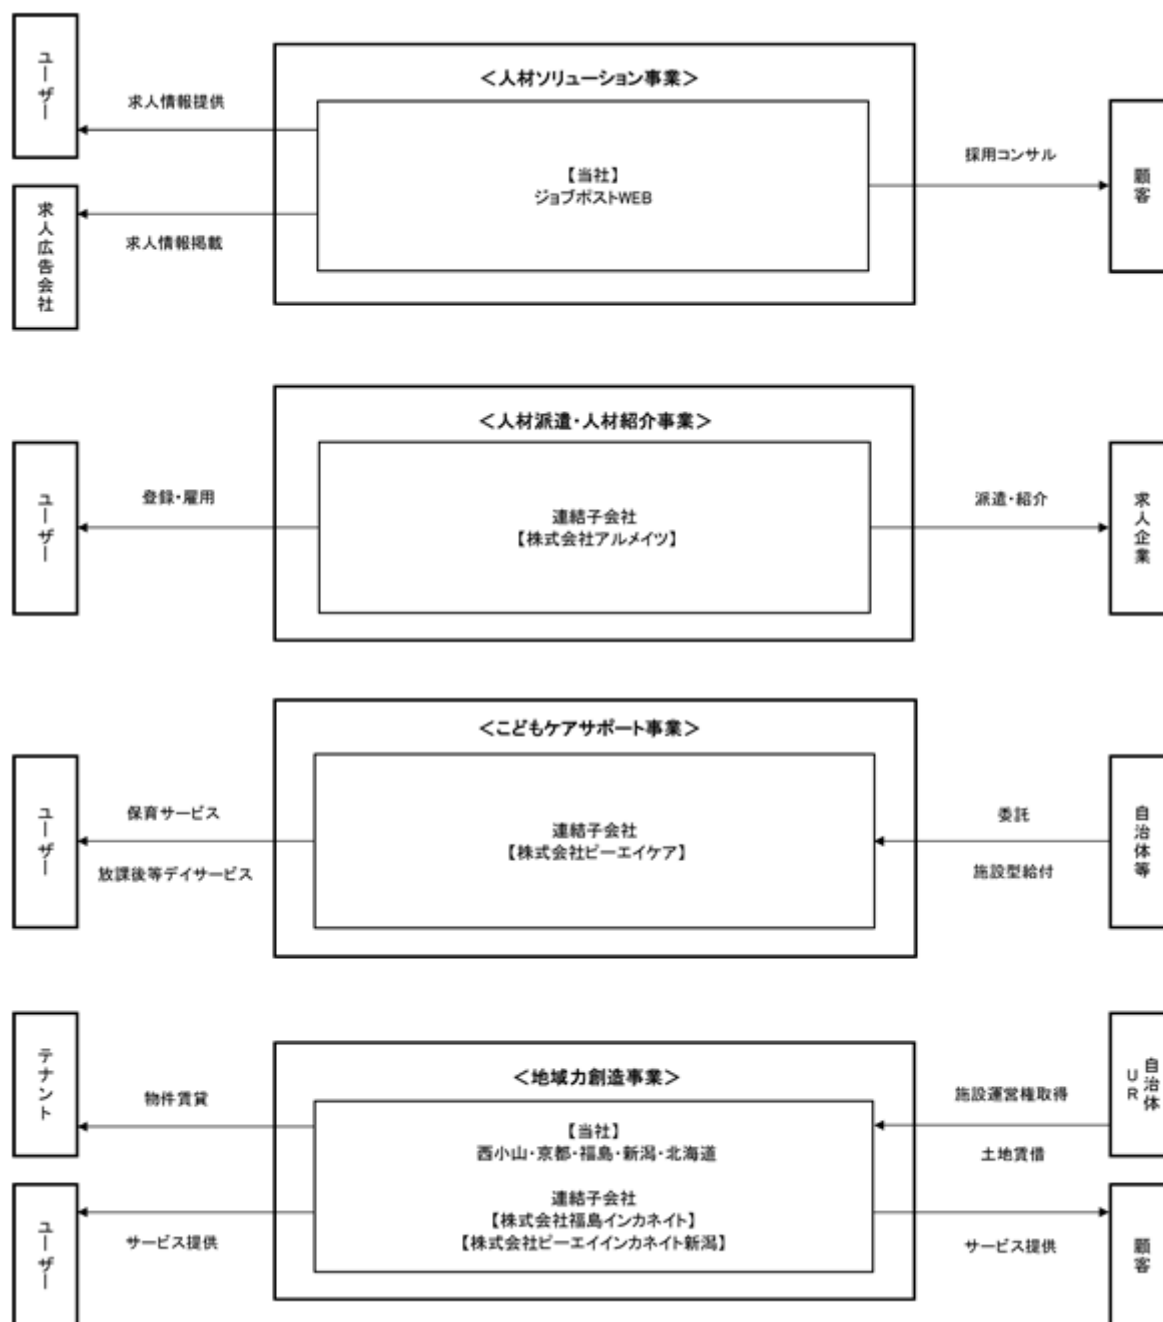 ユーザー
求人情報提供
求人広告会社
求人情報掲載
＜人材ソリューション事業＞
【当社】
ジョブポストWEB
採用コンサル
顧客
ユーザー
登録・雇用
＜人材派遣・人材紹介事業＞
連結子会社
【株式会社アルメイツ】
派遣・紹介
求人企業
ユーザー
保育サービス
放課後等デイサービス
＜こどもケアサポート事業＞
連結子会社
【株式会社ピーエイケア】
委託
施設型給付
自治体等
テナント
物件賃貸
ユーザー
サービス提供
＜地域力創造事業＞
【当社】
西小山・京都・福島・新潟・北海道
連結子会社
【株式会社福島インカネイト】
【株式会社ピーエイインカネイト新潟】
施設運営権取得
土地賃借
自治体
UR
サービス提供
顧客